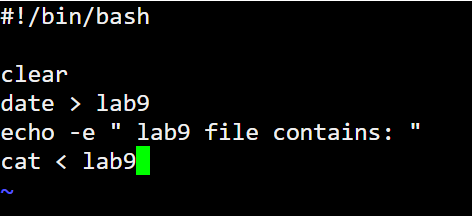 #!/bin/bash

clear
date > lab9
echo -e " lab9 file contains: "
cat < lab9
~